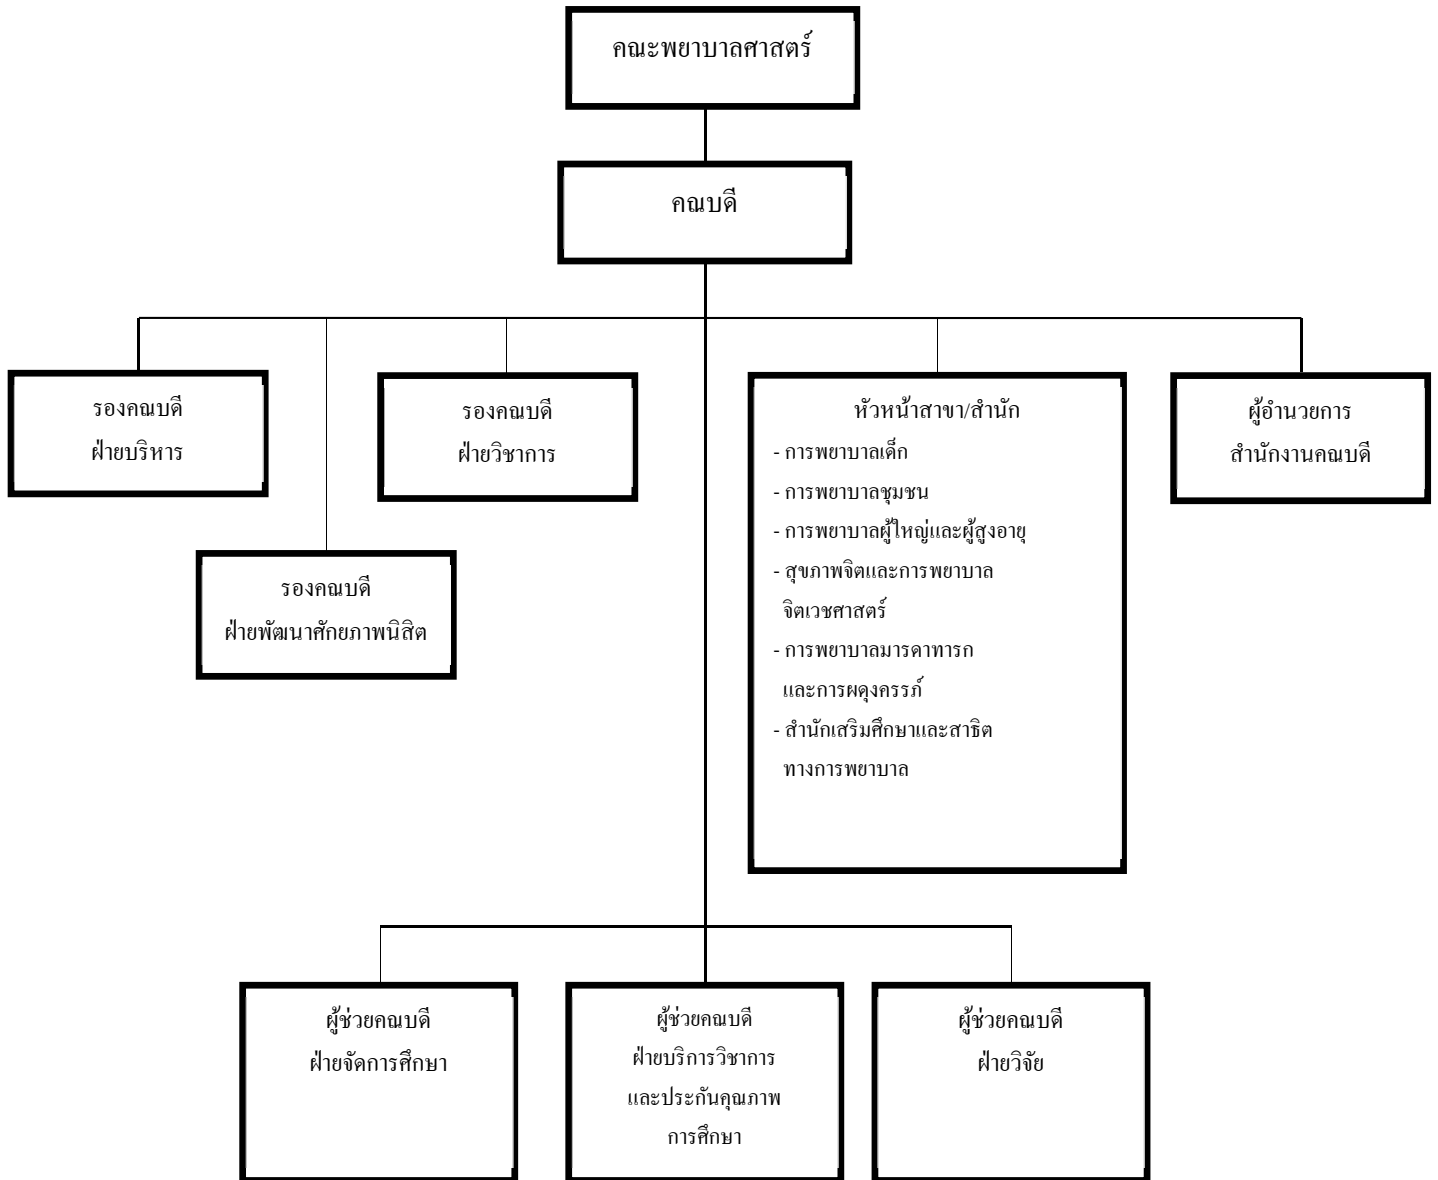 คณะพยาบาลศาสตร์
คณบดี
รองคณบดี
ฝ่ายบริหาร
รองคณบดี
ฝ่ายวิชาการ
หัวหน้าสาขา/สำนัก
- การพยาบาลเด็ก
- การพยาบาลชุมชน
- การพยาบาลผู้ใหญ่และผู้สูงอายุ
- สุขภาพจิตและการพยาบาล
จิตเวชศาสตร์
- การพยาบาลมารดาทารก
และการผดุงครรภ์
- สำนักเสริมศึกษาและสาธิต
ทางการพยาบาล
ผู้อำนวยการ
สำนักงานคณบดี
รองคณบดี
ฝ่ายพัฒนาศักยภาพนิสิต
ผู้ช่วยคณบดี
ฝ่ายจัดการศึกษา
ผู้ช่วยคณบดี
ฝ่ายบริการวิชาการ
และประกันคุณภาพ
การศึกษา
ผู้ช่วยคณบดี
ฝ่ายวิจัย